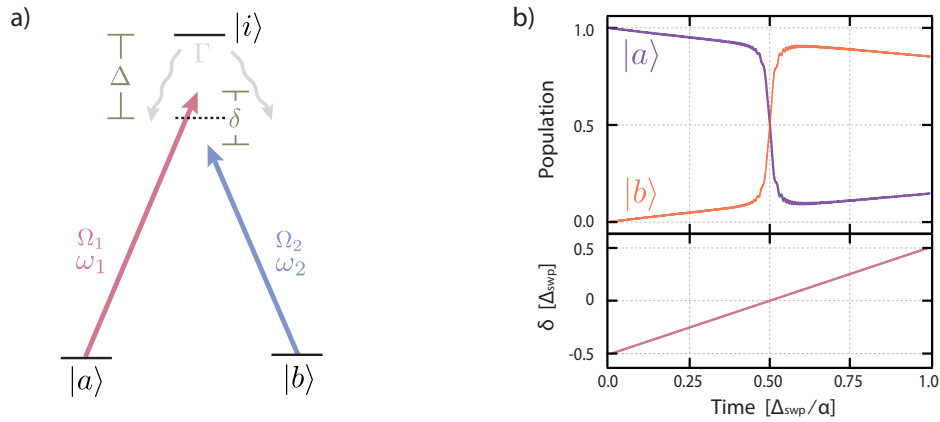 a)
|i⟩
Γ
Δ
δ
Ω₁
ω₁
Ω₂
ω₂
|a⟩
|b⟩
b)
1.0
|a⟩
0.5
Population
|b⟩
0.0
0.5
0
-0.5
δ [Δswp]
0.0
0.25
0.50
0.75
1.0
Time [Δswp/α]